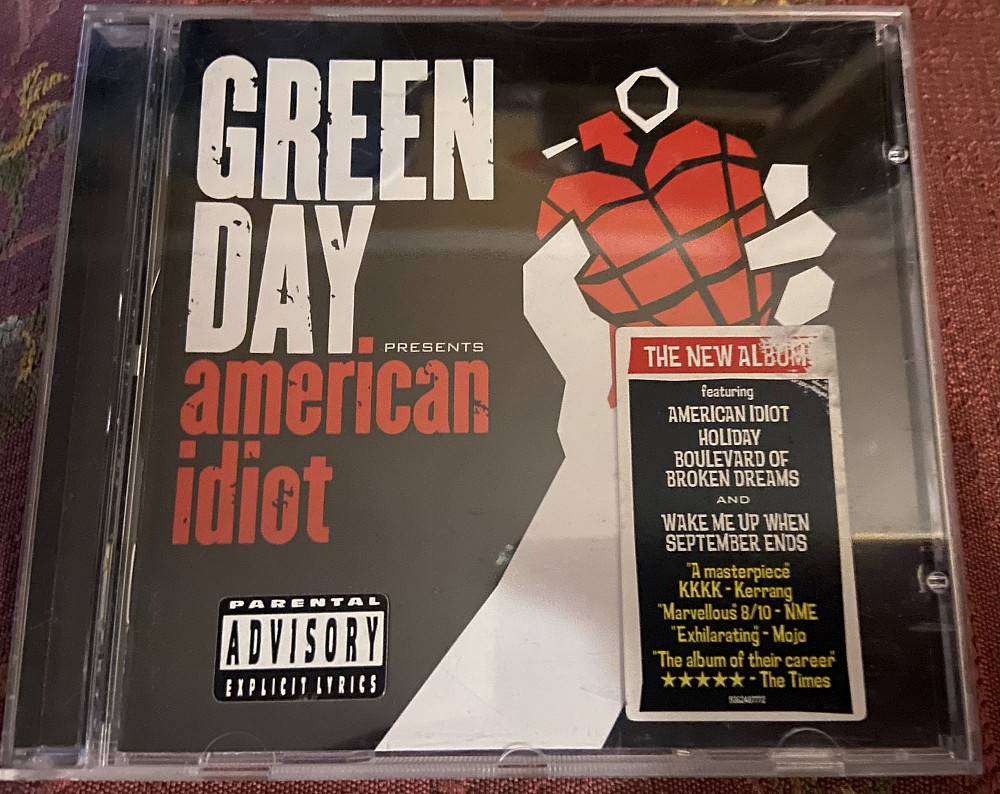 GREEN
DAY
PRESENTS
american
idiot
PARENTAL
ADVISORY
EXPLICIT LYRICS
THE NEW ALBUM
featuring
AMERICAN IDIOT
HOLIDAY
BOULEVARD OF
BROKEN DREAMS
AND
WAKE ME UP WHEN
SEPTEMBER ENDS
"A masterpiece"
KKKK - Kerrang
"Marvellous" 8/10 - NME
"Exhilarating" - Mojo
"The album of their career"
★★★★★ - The Times